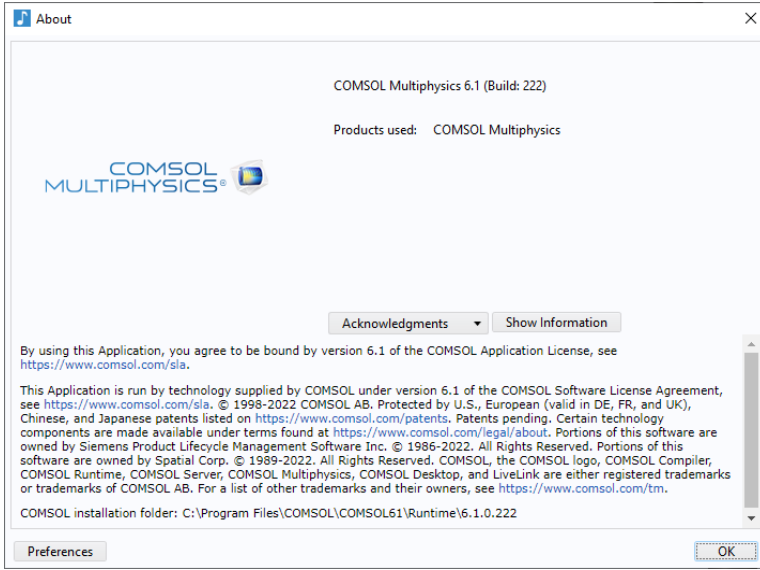 About
COMSOL Multiphysics 6.1 (Build: 222)
Products used: COMSOL Multiphysics
COMSOL
MULTIPHYSICS®
Acknowledgments
Show Information
By using this Application, you agree to be bound by version 6.1 of the COMSOL Application License, see
https://www.comsol.com/sla.
This Application is run by technology supplied by COMSOL under version 6.1 of the COMSOL Software License Agreement,
see https://www.comsol.com/sla. © 1998-2022 COMSOL AB. Protected by U.S., European (valid in DE, FR, and UK),
Chinese, and Japanese patents listed on https://www.comsol.com/patents. Patents pending. Certain technology
components are made available under terms found at https://www.comsol.com/legal/about. Portions of this software are
owned by Siemens Product Lifecycle Management Software Inc. © 1986-2022. All Rights Reserved. Portions of this
software are owned by Spatial Corp. © 1989-2022. All Rights Reserved. COMSOL, the COMSOL logo, COMSOL Compiler,
COMSOL Runtime, COMSOL Server, COMSOL Multiphysics, COMSOL Desktop, and LiveLink are either registered trademarks
or trademarks of COMSOL AB. For a list of other trademarks and their owners, see https://www.comsol.com/tm.
COMSOL installation folder: C:\Program Files\COMSOL\COMSOL61\Runtime\6.1.0.222
Preferences
OK